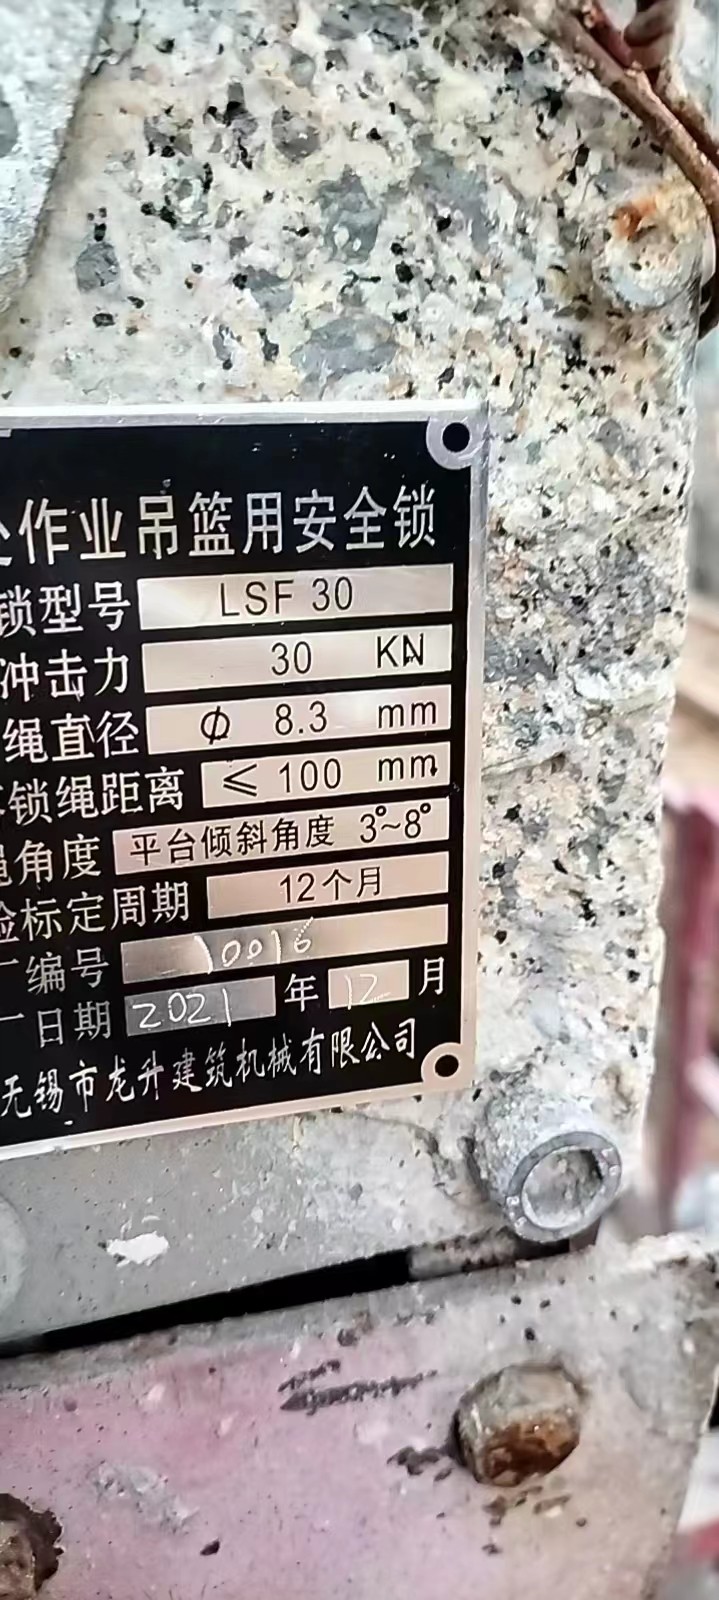 作业吊篮用安全锁
锁型号 LSF 30
冲击力 30 KN
绳直径 Φ 8.3 mm
锁绳距离 ≤ 100 mm
绳角度 平台倾斜角度 3°~8°
检标定周期 12个月
编号 10016
日期 2021 年 12 月
无锡市龙升建筑机械有限公司